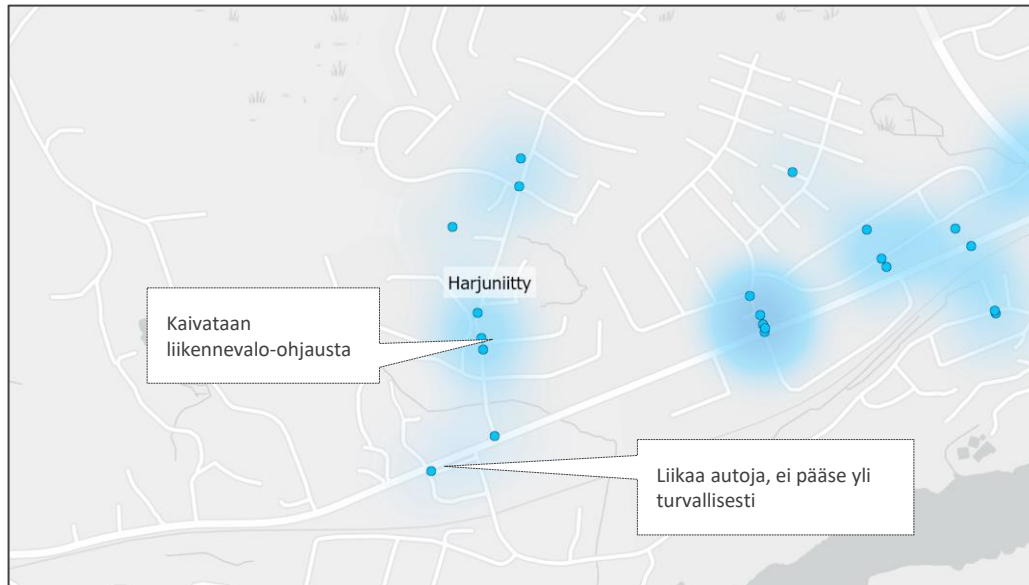 Harjuniitty
Kaivataan
liikennevalo-ohjausta
Liikaa autoja, ei pääse yli
turvallisesti